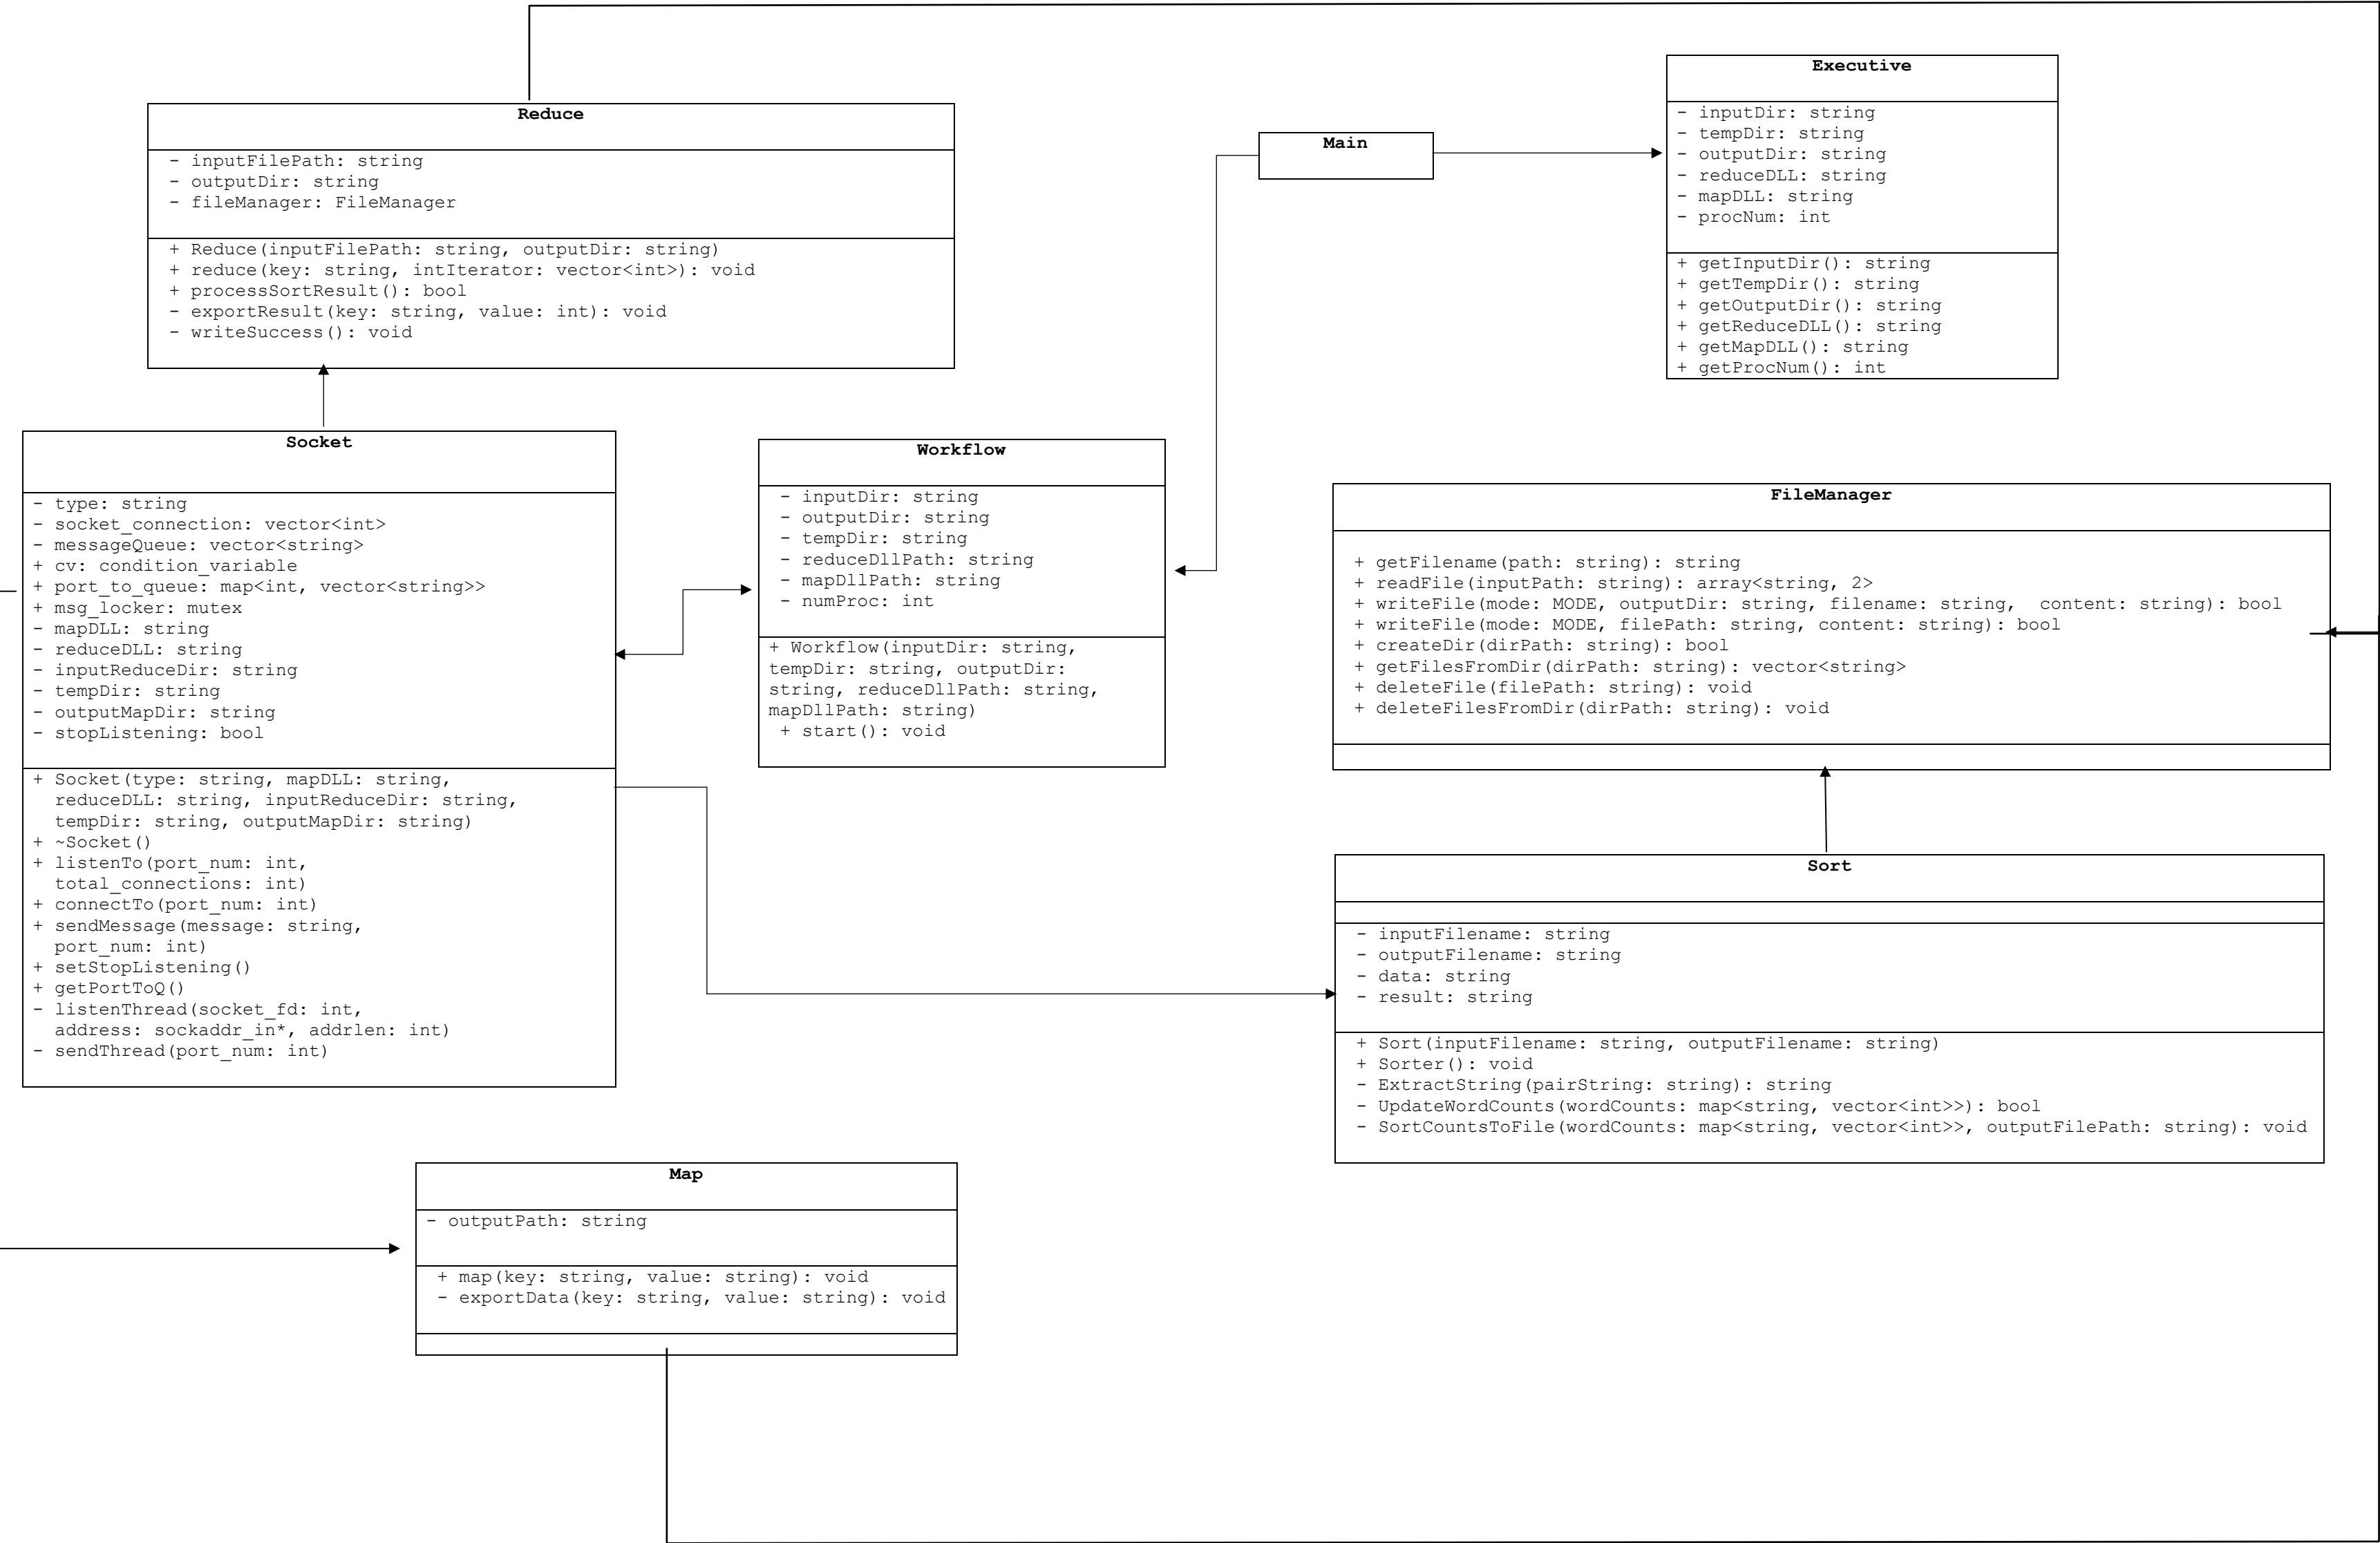 Reduce
- inputFilePath: string
- outputDir: string
- fileManager: FileManager
+ Reduce(inputFilePath: string, outputDir: string)
+ reduce(key: string, intIterator: vector<int>): void
+ processSortResult(): bool
- exportResult(key: string, value: int): void
- writeSuccess(): void
Main
Executive
- inputDir: string
- tempDir: string
- outputDir: string
- reduceDLL: string
- mapDLL: string
- procNum: int
+ getInputDir(): string
+ getTempDir(): string
+ getOutputDir(): string
+ getReduceDLL(): string
+ getMapDLL(): string
+ getProcNum(): int
Socket
- type: string
- socket_connection: vector<int>
- messageQueue: vector<string>
+ cv: condition_variable
+ port_to_queue: map<int, vector<string>>
+ msg_locker: mutex
- mapDLL: string
- reduceDLL: string
- inputReduceDir: string
- tempDir: string
- outputMapDir: string
- stopListening: bool
+ Socket(type: string, mapDLL: string,
reduceDLL: string, inputReduceDir: string,
tempDir: string, outputMapDir: string)
+ ~Socket()
+ listenTo(port_num: int,
total_connections: int)
+ connectTo(port_num: int)
+ sendMessage(message: string,
port_num: int)
+ setStopListening()
+ getPortToQ()
- listenThread(socket_fd: int,
address: sockaddr_in*, addrlen: int)
- sendThread(port_num: int)
Workflow
- inputDir: string
- outputDir: string
- tempDir: string
- reduceDllPath: string
- mapDllPath: string
- numProc: int
+ Workflow(inputDir: string,
tempDir: string, outputDir:
string, reduceDllPath: string,
mapDllPath: string)
+ start(): void
FileManager
+ getFilename(path: string): string
+ readFile(inputPath: string): array<string, 2>
+ writeFile(mode: MODE, outputDir: string, filename: string,  content: string): bool
+ writeFile(mode: MODE, filePath: string, content: string): bool
+ createDir(dirPath: string): bool
+ getFilesFromDir(dirPath: string): vector<string>
+ deleteFile(filePath: string): void
+ deleteFilesFromDir(dirPath: string): void
Sort
- inputFilename: string
- outputFilename: string
- data: string
- result: string
+ Sort(inputFilename: string, outputFilename: string)
+ Sorter(): void
- ExtractString(pairString: string): string
- UpdateWordCounts(wordCounts: map<string, vector<int>>): bool
- SortCountsToFile(wordCounts: map<string, vector<int>>, outputFilePath: string): void
Map
- outputPath: string
+ map(key: string, value: string): void
- exportData(key: string, value: string): void